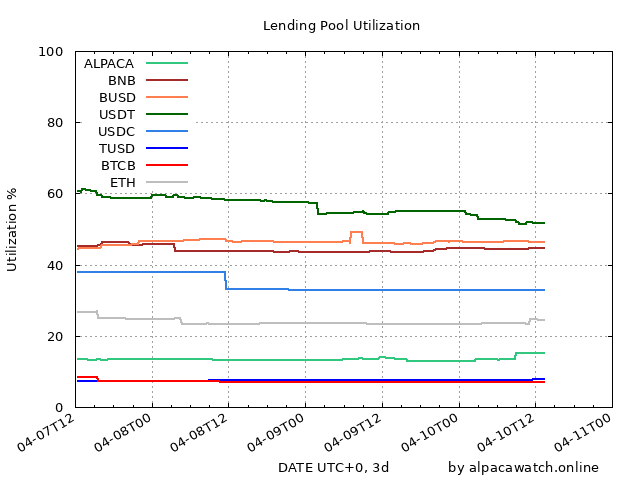 Lending Pool Utilization
100
80
60
40
20
0
Utilization %
ALPACA
BNB
BUSD
USDT
USDC
TUSD
BTCB
ETH
04-07T12
04-08T00
04-08T12
04-09T00
04-09T12
04-10T00
04-10T12
04-11T00
DATE UTC+0, 3d
by alpacawatch.online